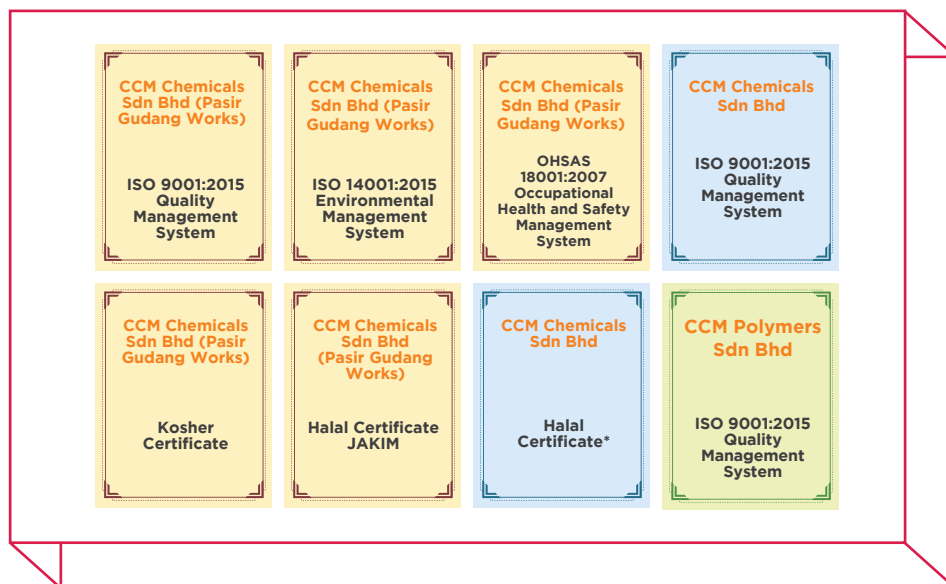 CCM Chemicals
Sdn Bhd (Pasir
Gudang Works)
ISO 9001:2015
Quality
Management
System
CCM Chemicals
Sdn Bhd (Pasir
Gudang Works)
ISO 14001:2015
Environmental
Management
System
CCM Chemicals
Sdn Bhd (Pasir
Gudang Works)
OHSAS
18001:2007
Occupational
Health and Safety
Management
System
CCM Chemicals
Sdn Bhd
ISO 9001:2015
Quality
Management
System
CCM Chemicals
Sdn Bhd (Pasir
Gudang Works)
Kosher
Certificate
CCM Chemicals
Sdn Bhd
(Pasir Gudang
Works)
Halal Certificate
JAKIM
CCM Chemicals
Sdn Bhd
Halal
Certificate*
CCM Polymers
Sdn Bhd
ISO 9001:2015
Quality
Management
System